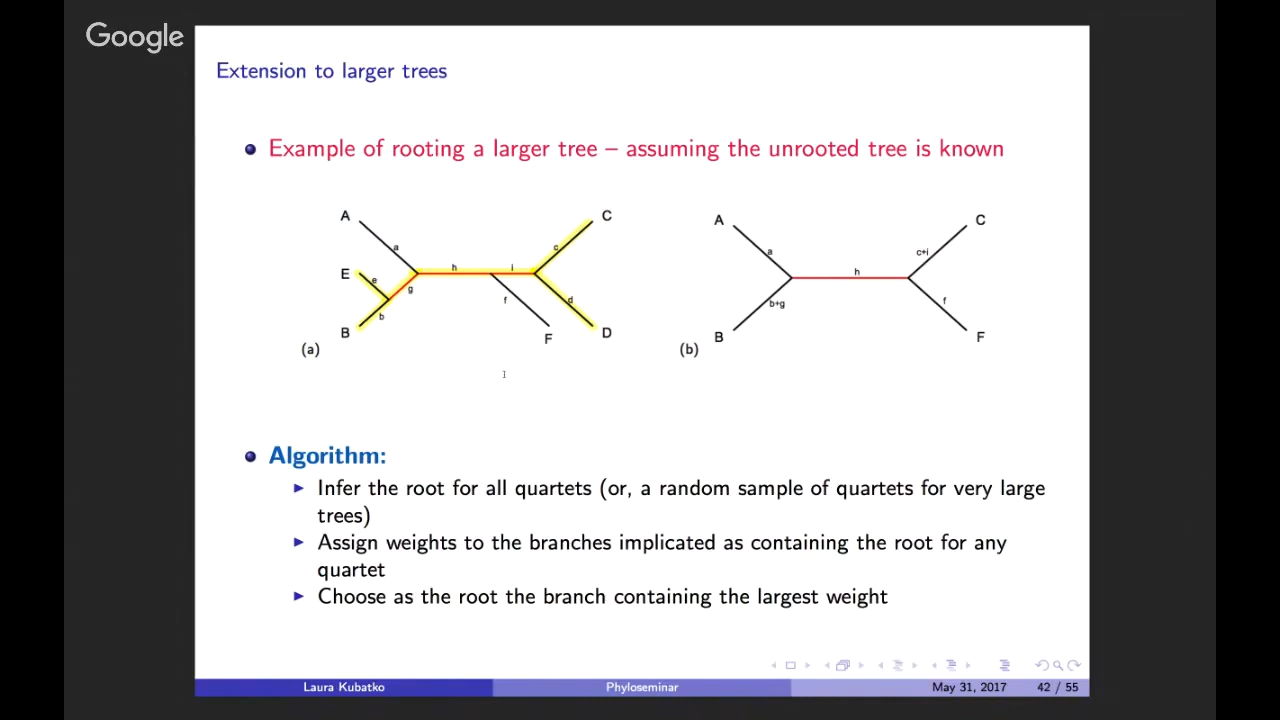 Google
Extension to larger trees
Example of rooting a larger tree – assuming the unrooted tree is known
A
C
a
c
E
e
h
i
g
b
f
d
B
F
D
(a)
A
C
a
c+i
h
b+g
f
B
F
(b)
Algorithm:
Infer the root for all quartets (or, a random sample of quartets for very large
trees)
Assign weights to the branches implicated as containing the root for any
quartet
Choose as the root the branch containing the largest weight
Laura Kubatko
Phyloseminar
May 31, 2017
42 / 55